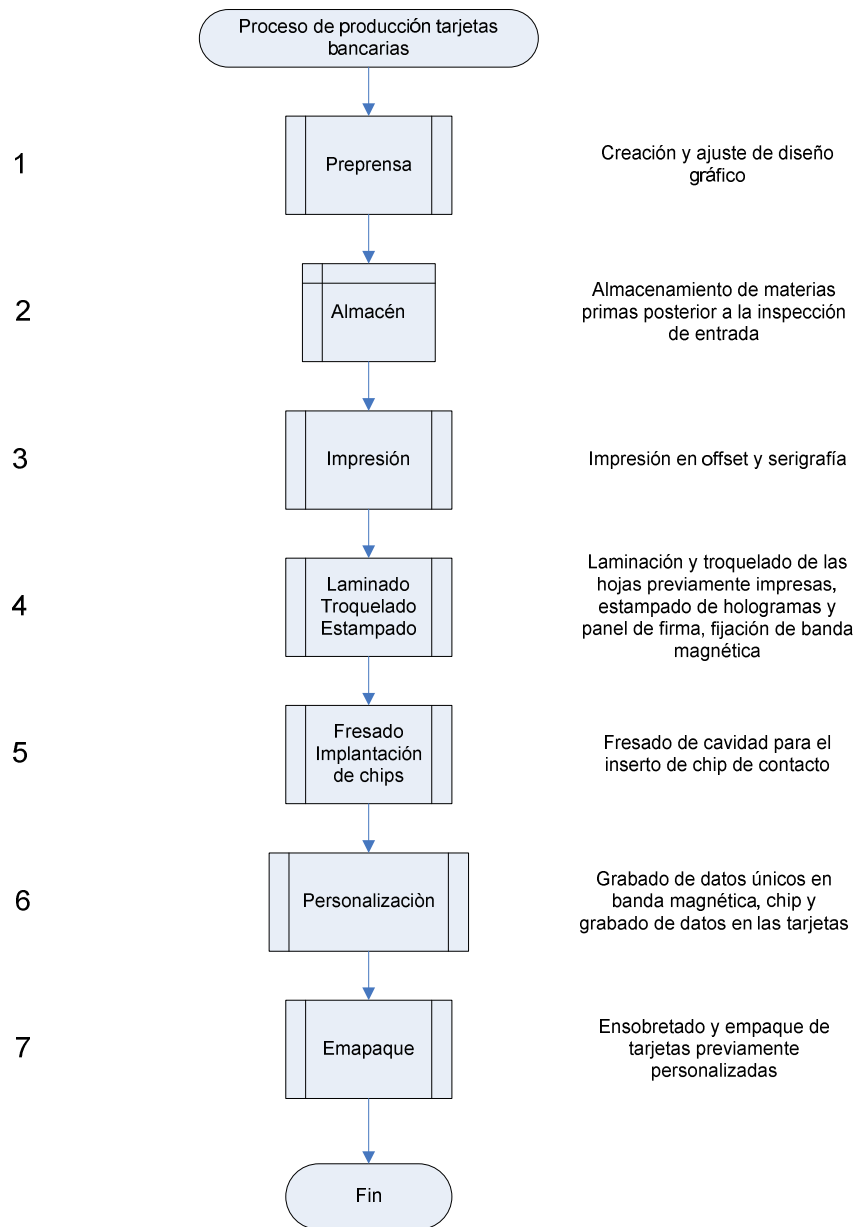 Proceso de producción tarjetas
bancarias
1
Preprensa
Creación y ajuste de diseño
gráfico
2
Almacén
Almacenamiento de materias
primas posterior a la inspección
de entrada
3
Impresión
Impresión en offset y serigrafía
4
Laminado
Troquelado
Estampado
Laminación y troquelado de las
hojas previamente impresas,
estampado de hologramas y
panel de firma, fijación de banda
magnética
5
Fresado
Implantación
de chips
Fresado de cavidad para el
inserto de chip de contacto
6
Personalizaciòn
Grabado de datos únicos en
banda magnética, chip y
grabado de datos en las tarjetas
7
Emapaque
Ensobretado y empaque de
tarjetas previamente
personalizadas
Fin